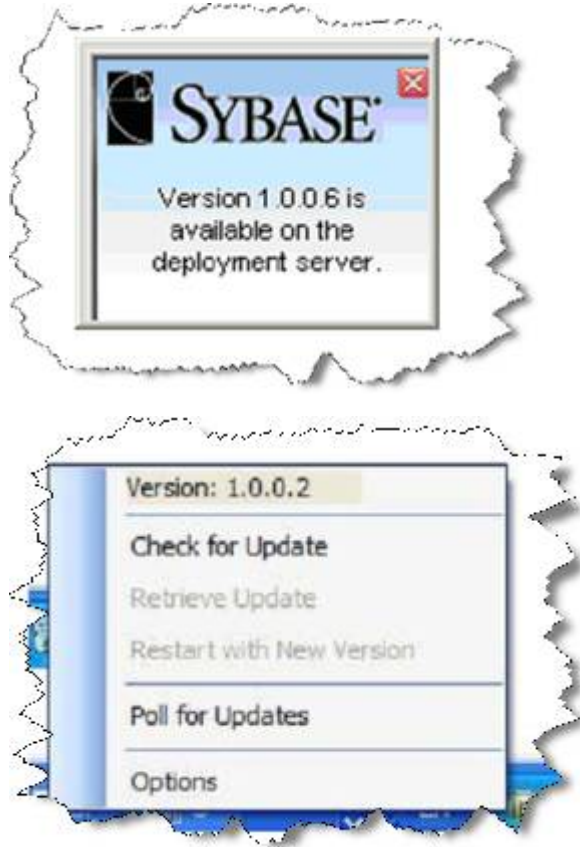 SYBASE
Version 1.0.0.6 is
available on the
deployment server.
Version: 1.0.0.2
Check for Update
Retrieve Update
Restart with New Version
Poll for Updates
Options